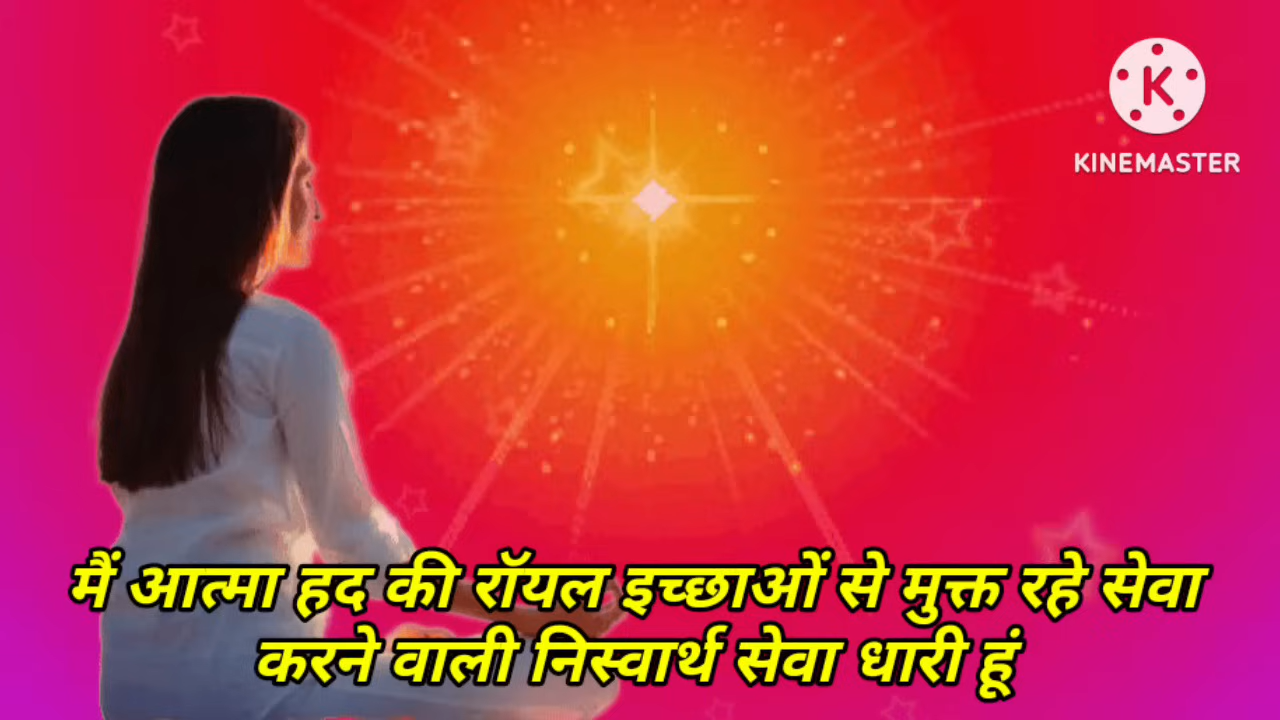 K
KINEMASTER
मैं आत्मा हद की रॉयल इच्छाओं से मुक्त रहे सेवा
करने वाली निस्वार्थ सेवा धारी हूं